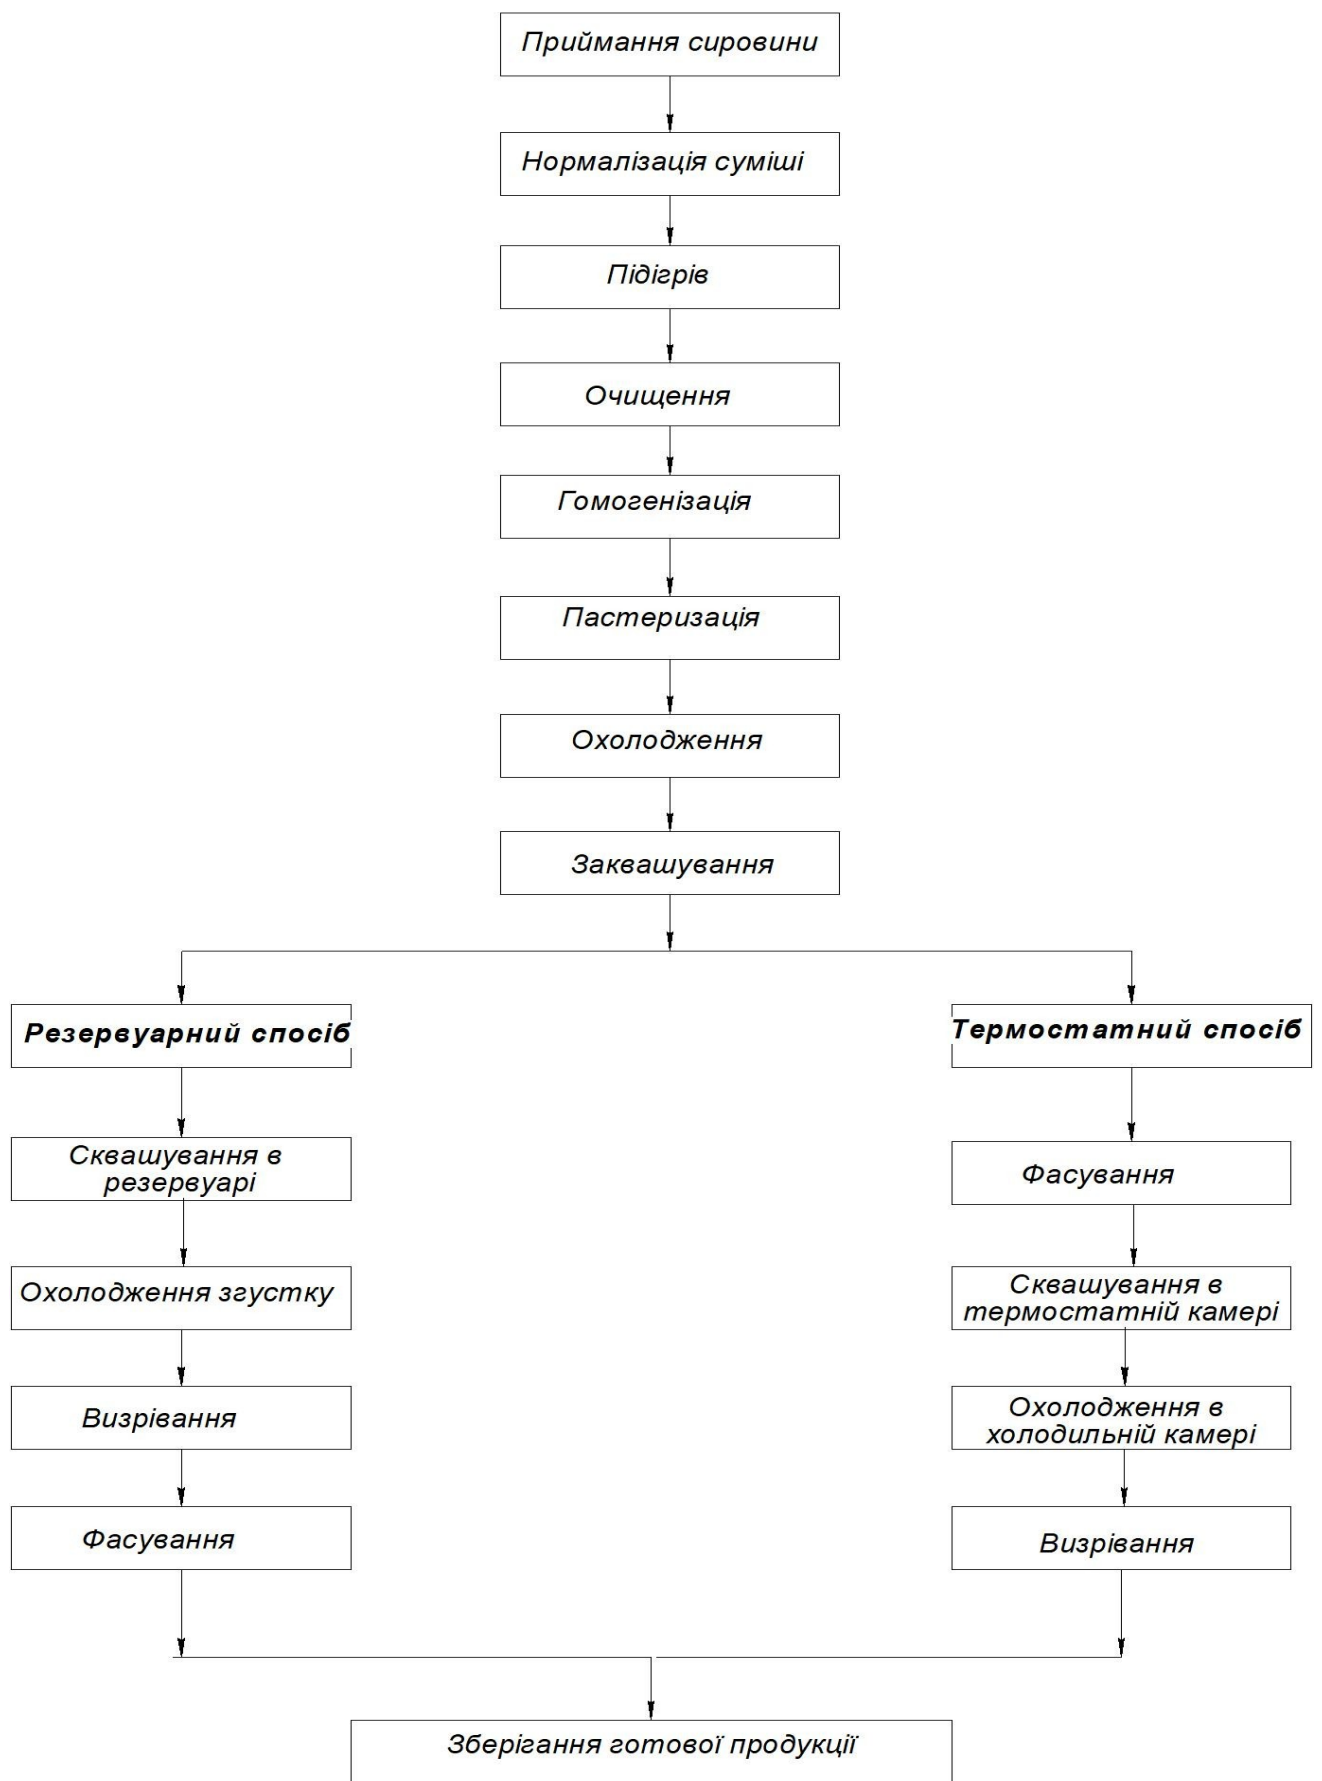 Приймання сировини
Нормалізація суміші
Підігрів
Очищення
Гомогенізація
Пастеризація
Охолодження
Заквашування
Резервуарний спосіб
Сквашування в
резервуарі
Охолодження згустку
Визрівання
Фасування
Термостатний спосіб
Фасування
Сквашування в
термостатній камері
Охолодження в
холодильній камері
Визрівання
Зберігання готової продукції